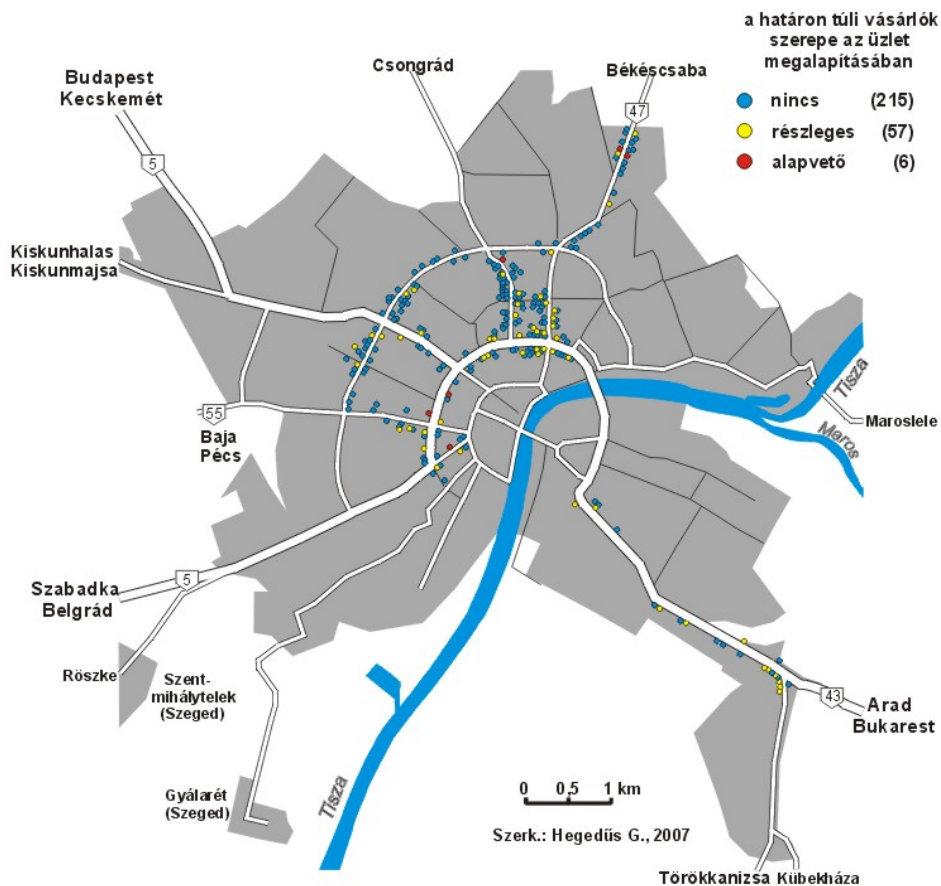 a határon túli vásárlók
szerepe az üzlet
megalapításában
nincs (215)
részleges (57)
alapvető (6)
Budapest
Kecskemét
Csongrád
Békéscsaba
47
5
Kiskunhalas
Kiskunmajsa
55
Baja
Pécs
Tisza
Maroslele
Maros
5
Szabadka
Belgrád
Röszke
Szent-
mihálytelek
(Szeged)
43
Arad
Bukarest
Gyálarét
(Szeged)
Tisza
0 0,5 1 km
Szerk.: Hegedűs G., 2007
Törökkanizsa Kübekháza